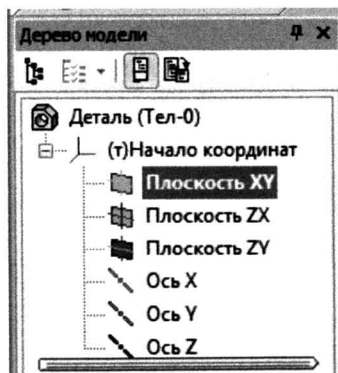 Дерево модели
Деталь (Тел-0)
(т)Начало координат
Плоскость XY
Плоскость ZX
Плоскость ZY
Ось X
Ось Y
Ось Z